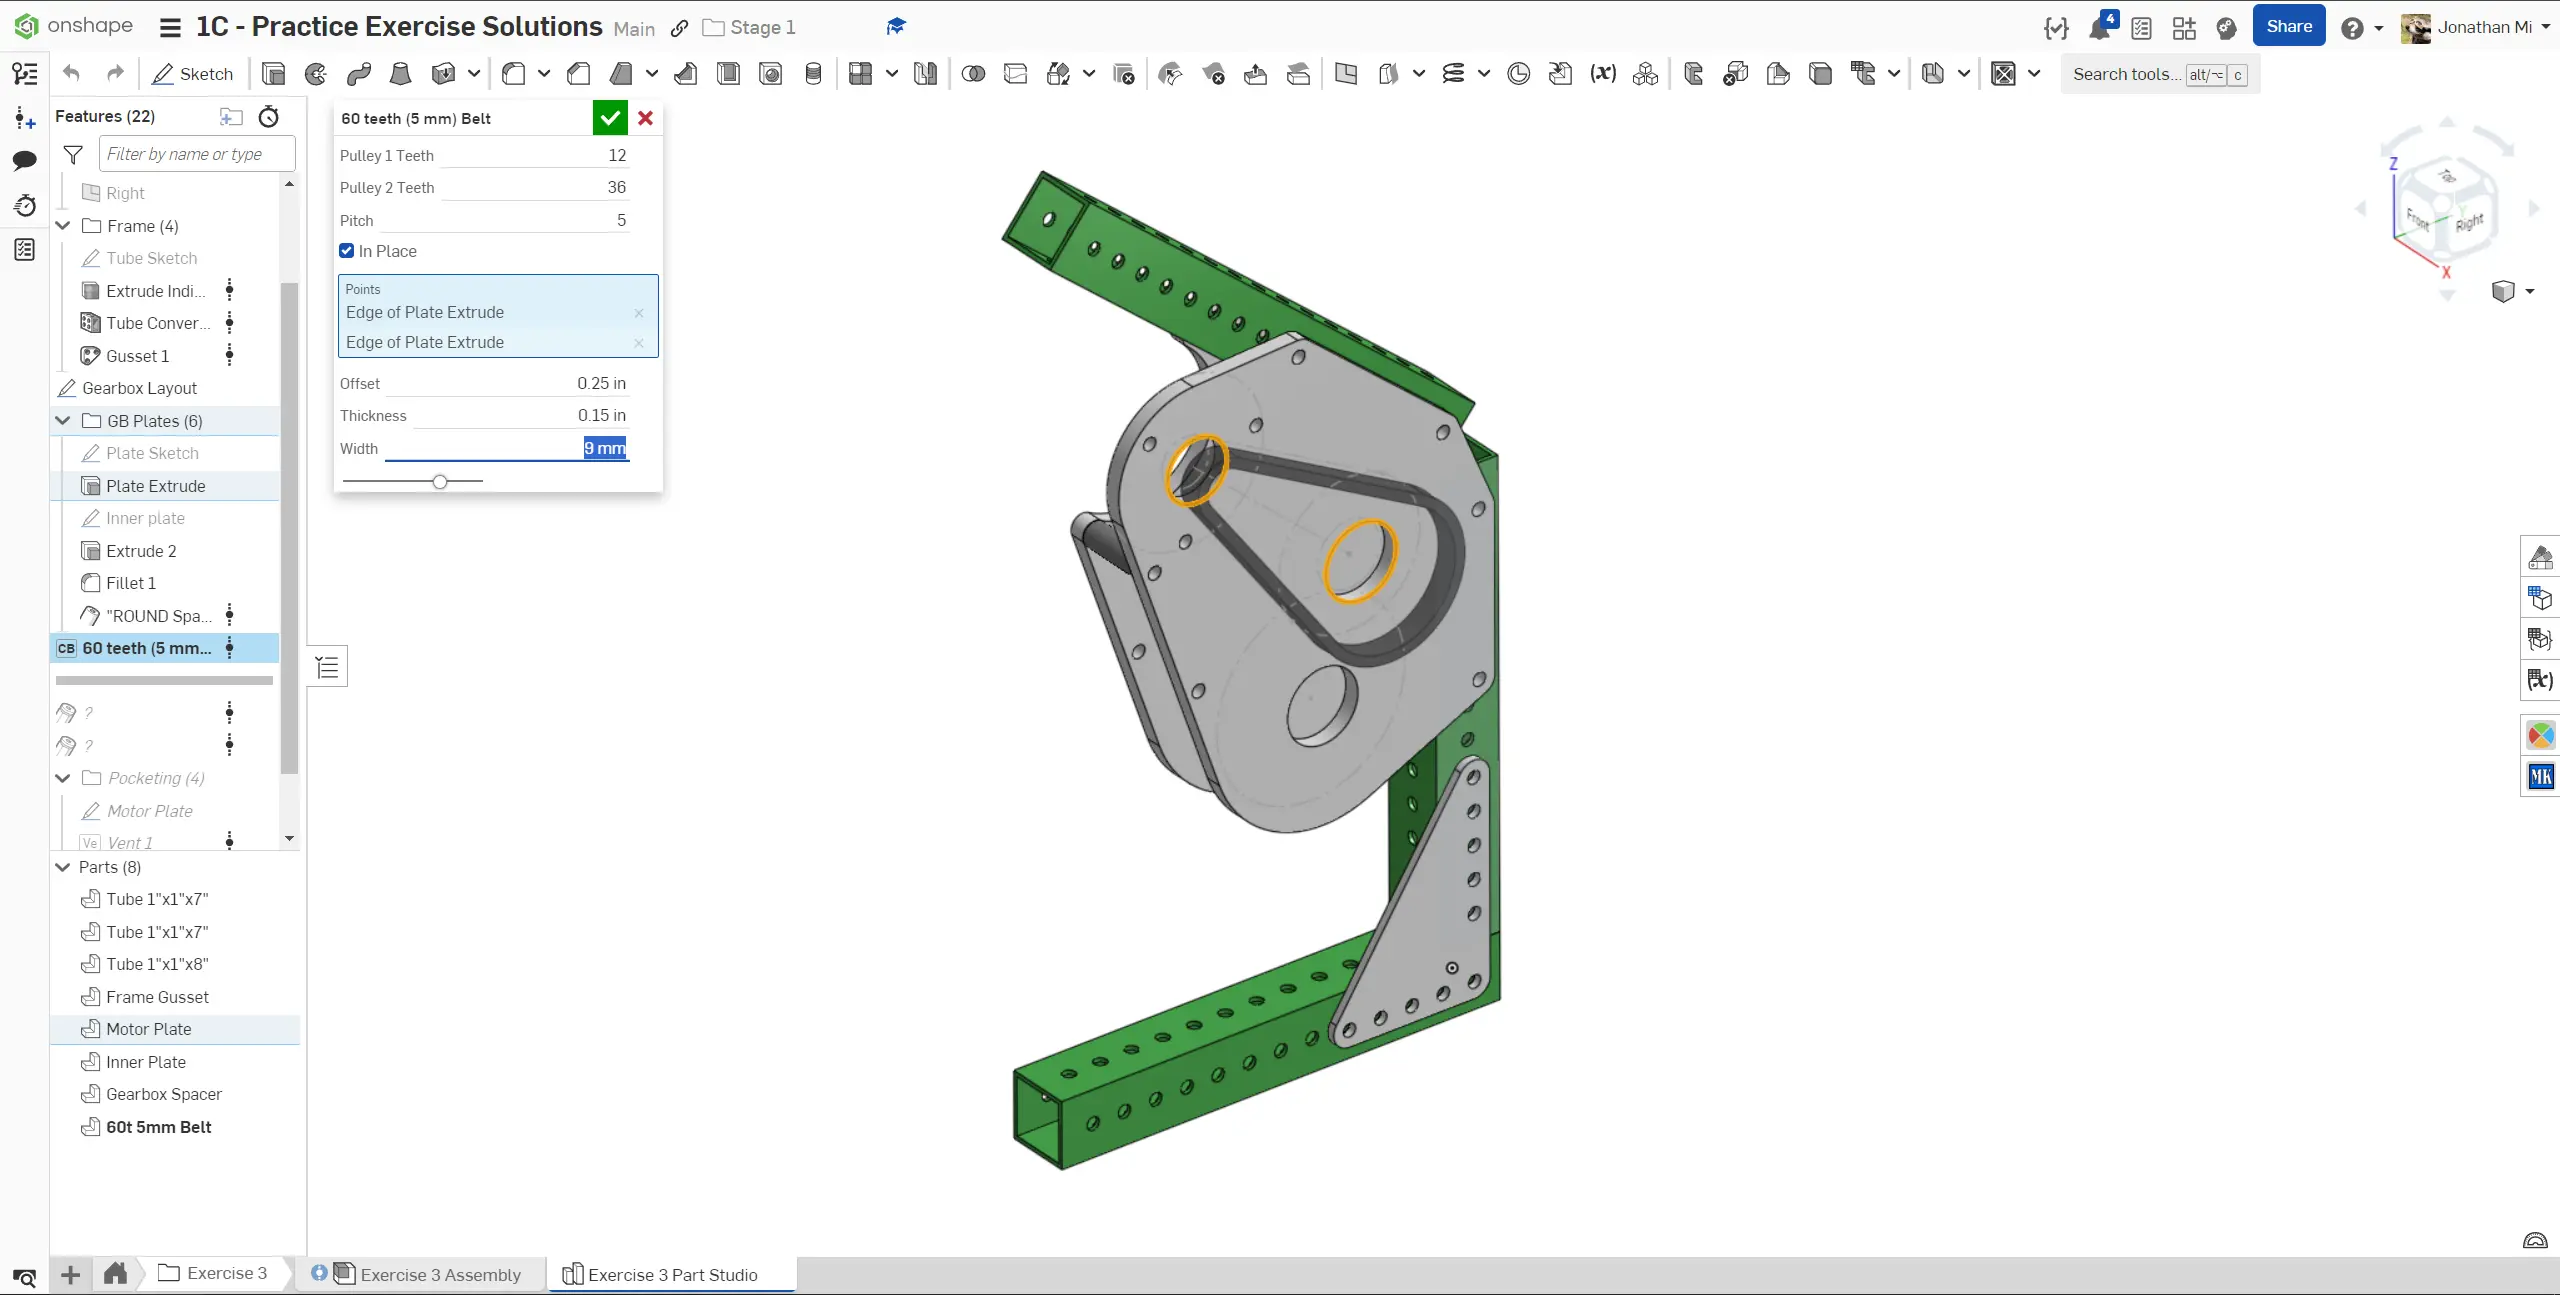 onshape
1C - Practice Exercise Solutions Main Stage 1
4
Share
Jonathan Mi
Sketch
Search tools... alt/⌥ c
Features (22)
Filter by name or type
Right
Frame (4)
Tube Sketch
Extrude Indi...
Tube Conver...
Gusset 1
Gearbox Layout
GB Plates (6)
Plate Sketch
Plate Extrude
Inner plate
Extrude 2
Fillet 1
"ROUND Spa...
CB 60 teeth (5 mm...
?
?
Pocketing (4)
Motor Plate
Ve Vent 1
Parts (8)
Tube 1"x1"x7"
Tube 1"x1"x7"
Tube 1"x1"x8"
Frame Gusset
Motor Plate
Inner Plate
Gearbox Spacer
60t 5mm Belt
60 teeth (5 mm) Belt
Pulley 1 Teeth 12
Pulley 2 Teeth 36
Pitch 5
In Place
Points
Edge of Plate Extrude
Edge of Plate Extrude
Offset 0.25 in
Thickness 0.15 in
Width 9 mm
Z
Top
Front Right
Y
X
(x)
(x)
MK
Exercise 3
Exercise 3 Assembly
Exercise 3 Part Studio